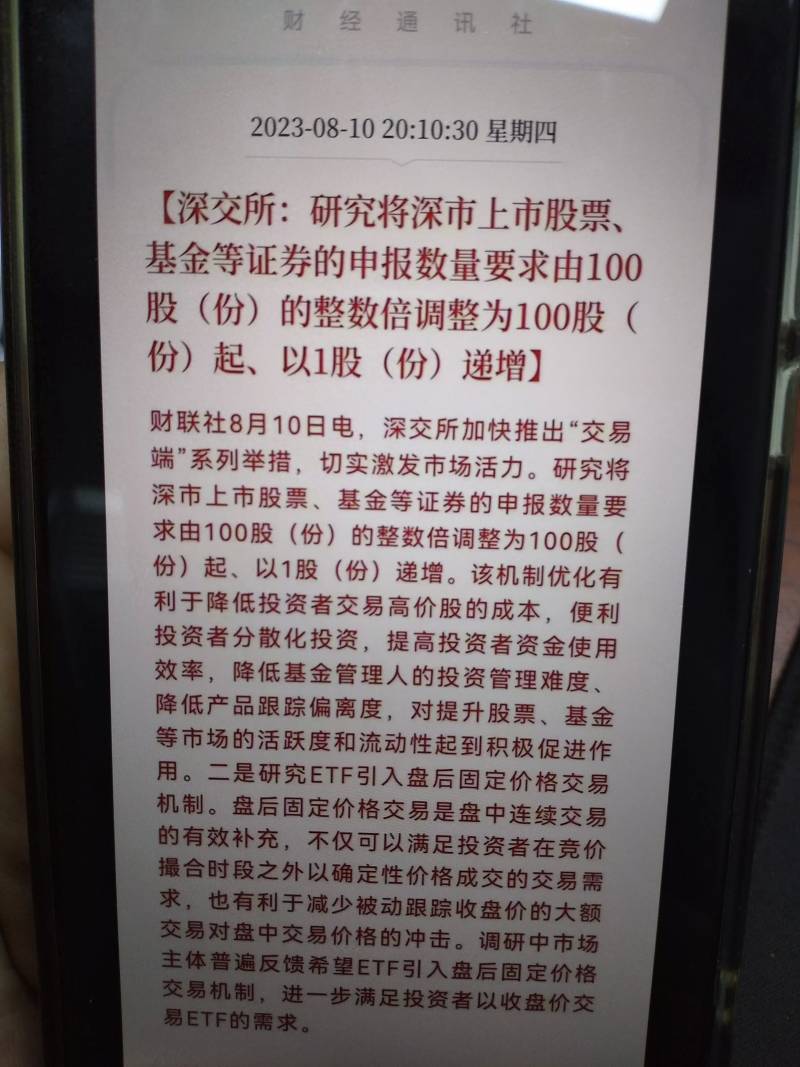 财经通讯社
2023-08-10 20:10:30 星期四
【深交所：研究将深市上市股票、
基金等证券的申报数量要求由100
股（份）的整数倍调整为100股（
份）起、以1股（份）递增】
财联社8月10日电，深交所加快推出“交易
端”系列举措，切实激发市场活力。研究将
深市上市股票、基金等证券的申报数量要
求由100股（份）的整数倍调整为100股（
份）起、以1股（份）递增。该机制优化有
利于降低投资者交易高价股的成本，便利
投资者分散化投资，提高投资者资金使用
效率，降低基金管理人的投资管理难度、
降低产品跟踪偏离度，对提升股票、基金
等市场的活跃度和流动性起到积极促进作
用。二是研究ETF引入盘后固定价格交易
机制。盘后固定价格交易是盘中连续交易
的有效补充，不仅可以满足投资者在竞价
撮合时段之外以确定性价格成交的交易需
求，也有利于减少被动跟踪收盘价的大额
交易对盘中交易价格的冲击。调研中市场
主体普遍反馈希望ETF引入盘后固定价格
交易机制，进一步满足投资者以收盘价交
易ETF的需求。